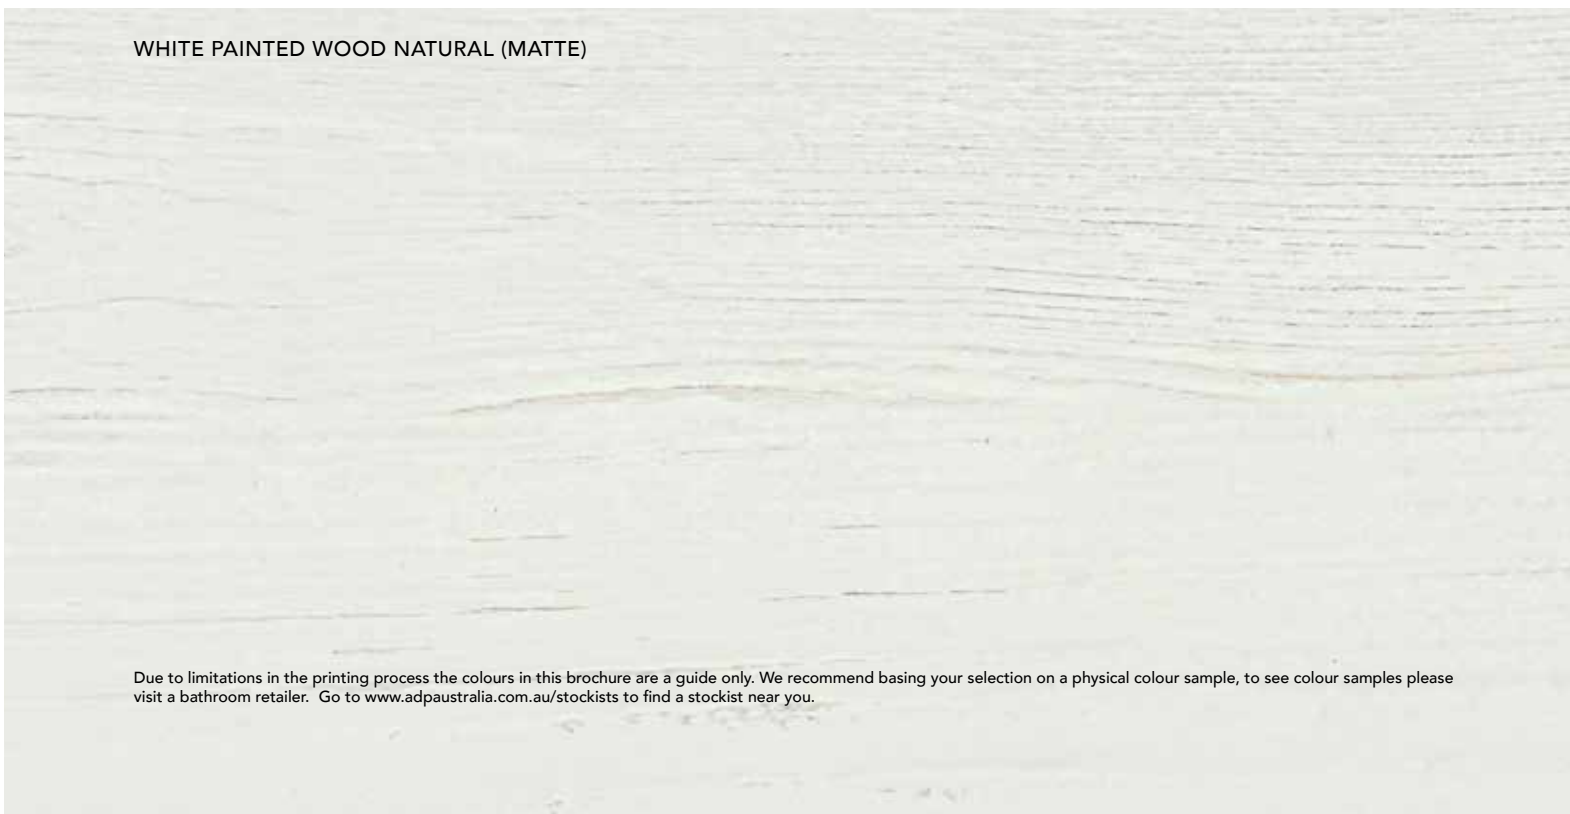 WHITE PAINTED WOOD NATURAL (MATTE)
Due to limitations in the printing process the colours in this brochure are a guide only. We recommend basing your selection on a physical colour sample, to see colour samples please
visit a bathroom retailer.  Go to www.adpaustralia.com.au/stockists to find a stockist near you.